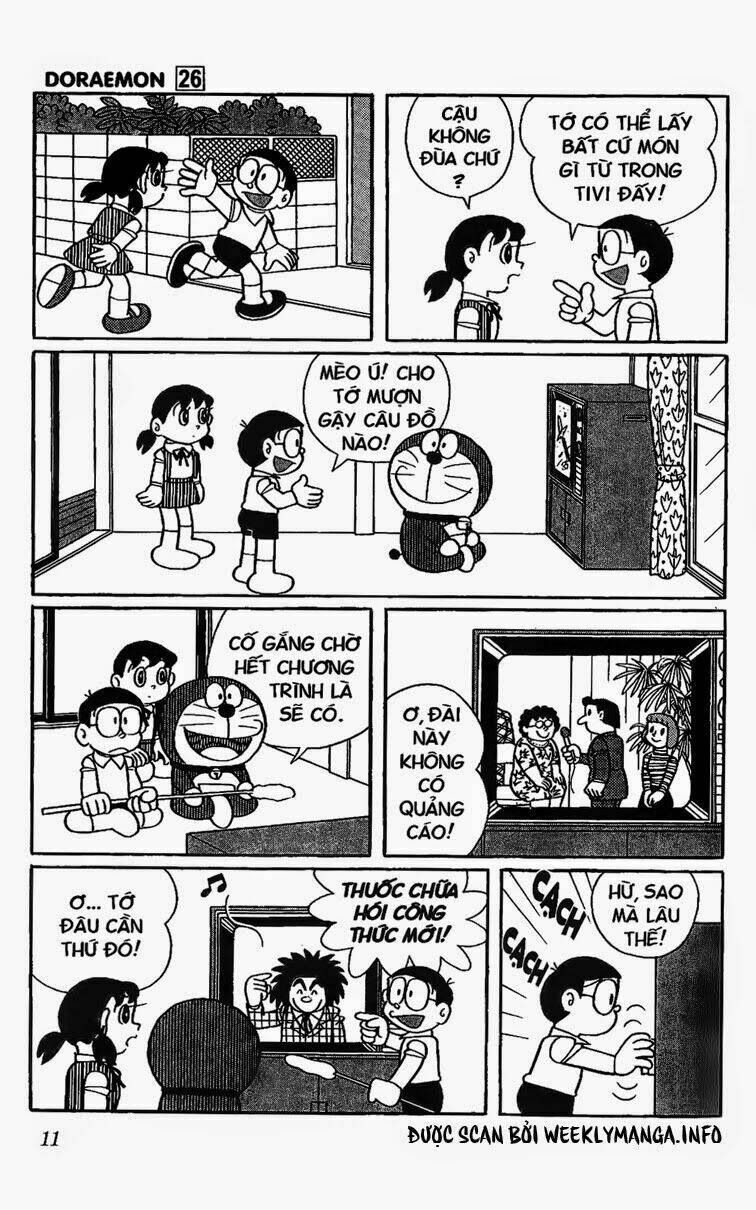 DORAEMON 26
CẬU
KHÔNG
ĐÙA CHỨ
?
TỚ CÓ THỂ LẤY
BẤT CỨ MÓN
GÌ TỪ TRONG
TIVI ĐẤY!
MÈO Ú! CHO
TỚ MƯỢN
GẬY CÂU ĐỒ
NÀO!
CỐ GẮNG CHỜ
HẾT CHƯƠNG
TRÌNH LÀ
SẼ CÓ.
Ơ, ĐÀI
NÀY
KHÔNG
CÓ
QUẢNG
CÁO!
Ơ... TỚ
ĐÂU CẦN
THỨ ĐÓ!
THUỐC CHỮA
HÓI CÔNG
THỨC MỚI!
CẠCH
CẠCH
HỪ, SAO
MÀ LÂU
THẾ!
11
ĐƯỢC SCAN BỞI WEEKLYMANGA.INFO